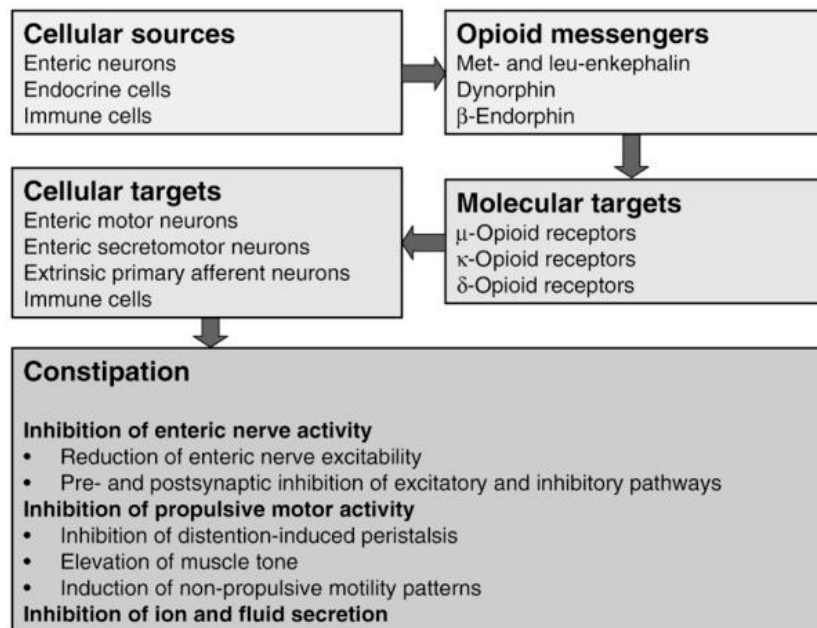 Cellular sources
Enteric neurons
Endocrine cells
Immune cells
Opioid messengers
Met- and leu-enkephalin
Dynorphin
β-Endorphin
Cellular targets
Enteric motor neurons
Enteric secretomotor neurons
Extrinsic primary afferent neurons
Immune cells
Molecular targets
μ-Opioid receptors
κ-Opioid receptors
δ-Opioid receptors
Constipation
Inhibition of enteric nerve activity
• Reduction of enteric nerve excitability
• Pre- and postsynaptic inhibition of excitatory and inhibitory pathways
Inhibition of propulsive motor activity
• Inhibition of distention-induced peristalsis
• Elevation of muscle tone
• Induction of non-propulsive motility patterns
Inhibition of ion and fluid secretion